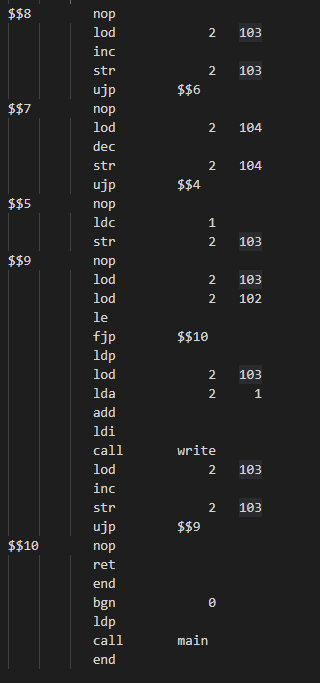 $$8 nop
lod 2 103
inc
str 2 103
ujp $$6
$$7 nop
lod 2 104
dec
str 2 104
ujp $$4
$$5 nop
ldc 1
str 2 103
$$9 nop
lod 2 103
lod 2 102
le
fjp $$10
ldp
lod 2 103
lda 2 1
add
ldi
call write
lod 2 103
inc
str 2 103
ujp $$9
$$10 nop
ret
end
bgn 0
ldp
call main
end